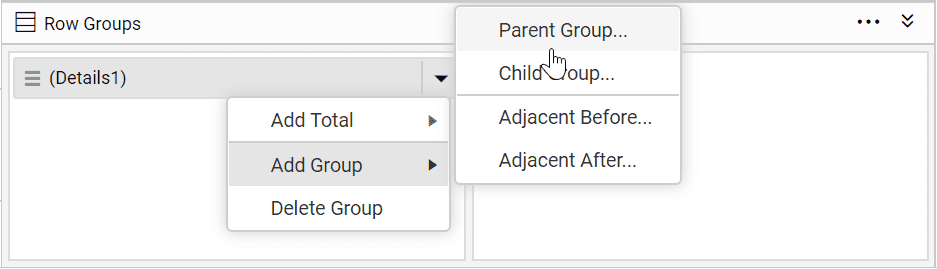 Row Groups
(Details1)
Add Total
Add Group
Delete Group
Parent Group...
Child Group...
Adjacent Before...
Adjacent After...